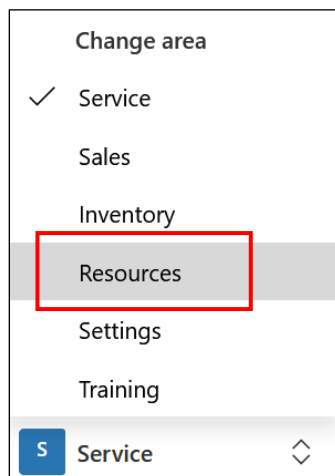 Change area
Service
Sales
Inventory
Resources
Settings
Training
S Service